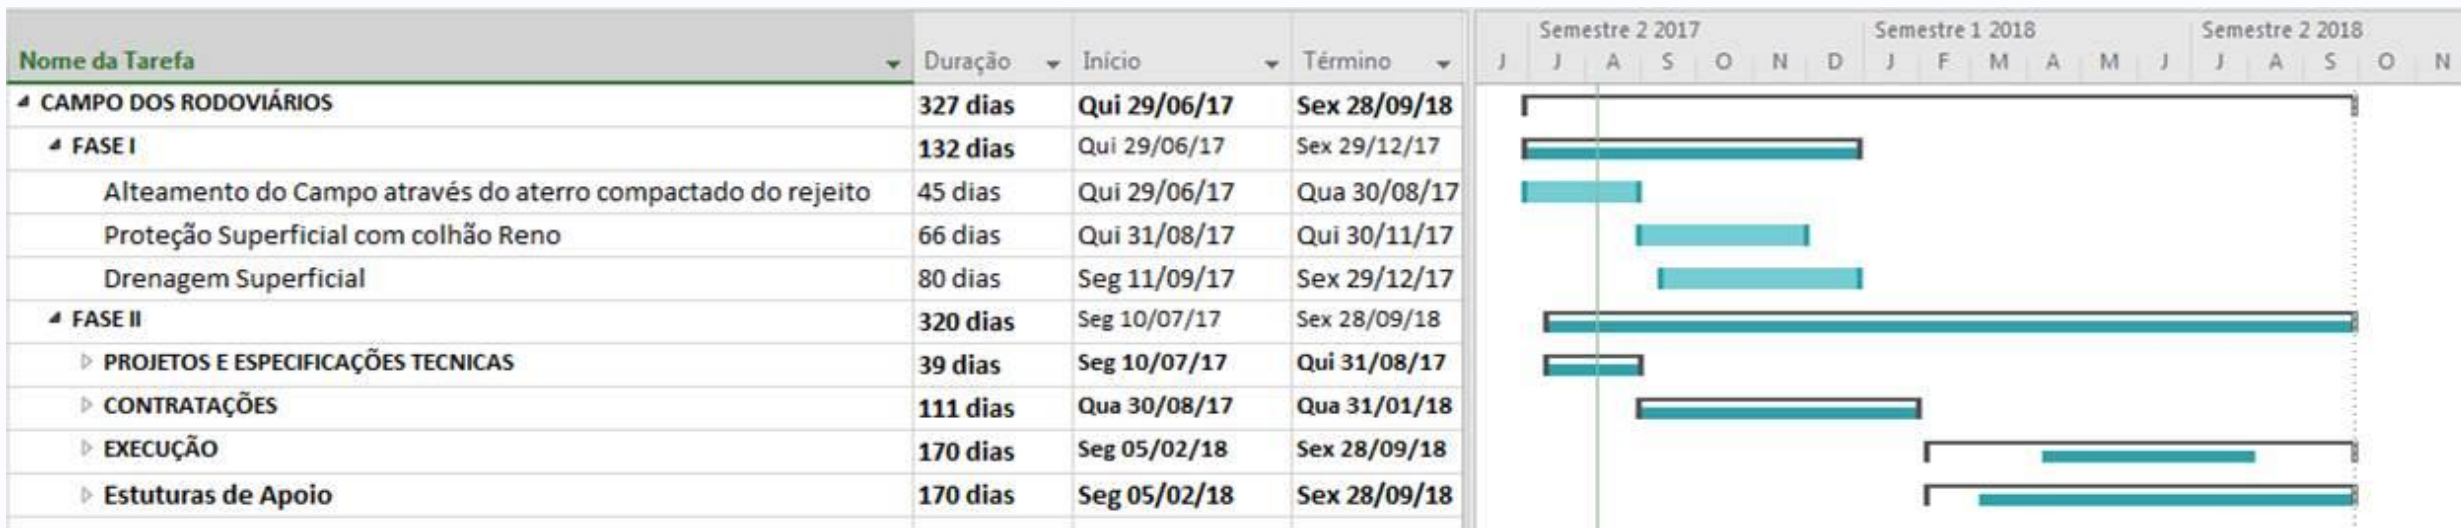 Semestre 2 2017 Semestre 1 2018 Semestre 2 2018
Nome da Tarefa Duração Início Término J J A S O N D J F M A M J J A S O N
CAMPO DOS RODOVIÁRIOS 327 dias Qui 29/06/17 Sex 28/09/18
FASE I 132 dias Qui 29/06/17 Sex 29/12/17
Alteamento do Campo através do aterro compactado do rejeito 45 dias Qui 29/06/17 Qua 30/08/17
Proteção Superficial com colhão Reno 66 dias Qui 31/08/17 Qui 30/11/17
Drenagem Superficial 80 dias Seg 11/09/17 Sex 29/12/17
FASE II 320 dias Seg 10/07/17 Sex 28/09/18
PROJETOS E ESPECIFICAÇÕES TECNICAS 39 dias Seg 10/07/17 Qui 31/08/17
CONTRATAÇÕES 111 dias Qua 30/08/17 Qua 31/01/18
EXECUÇÃO 170 dias Seg 05/02/18 Sex 28/09/18
Estuturas de Apoio 170 dias Seg 05/02/18 Sex 28/09/18